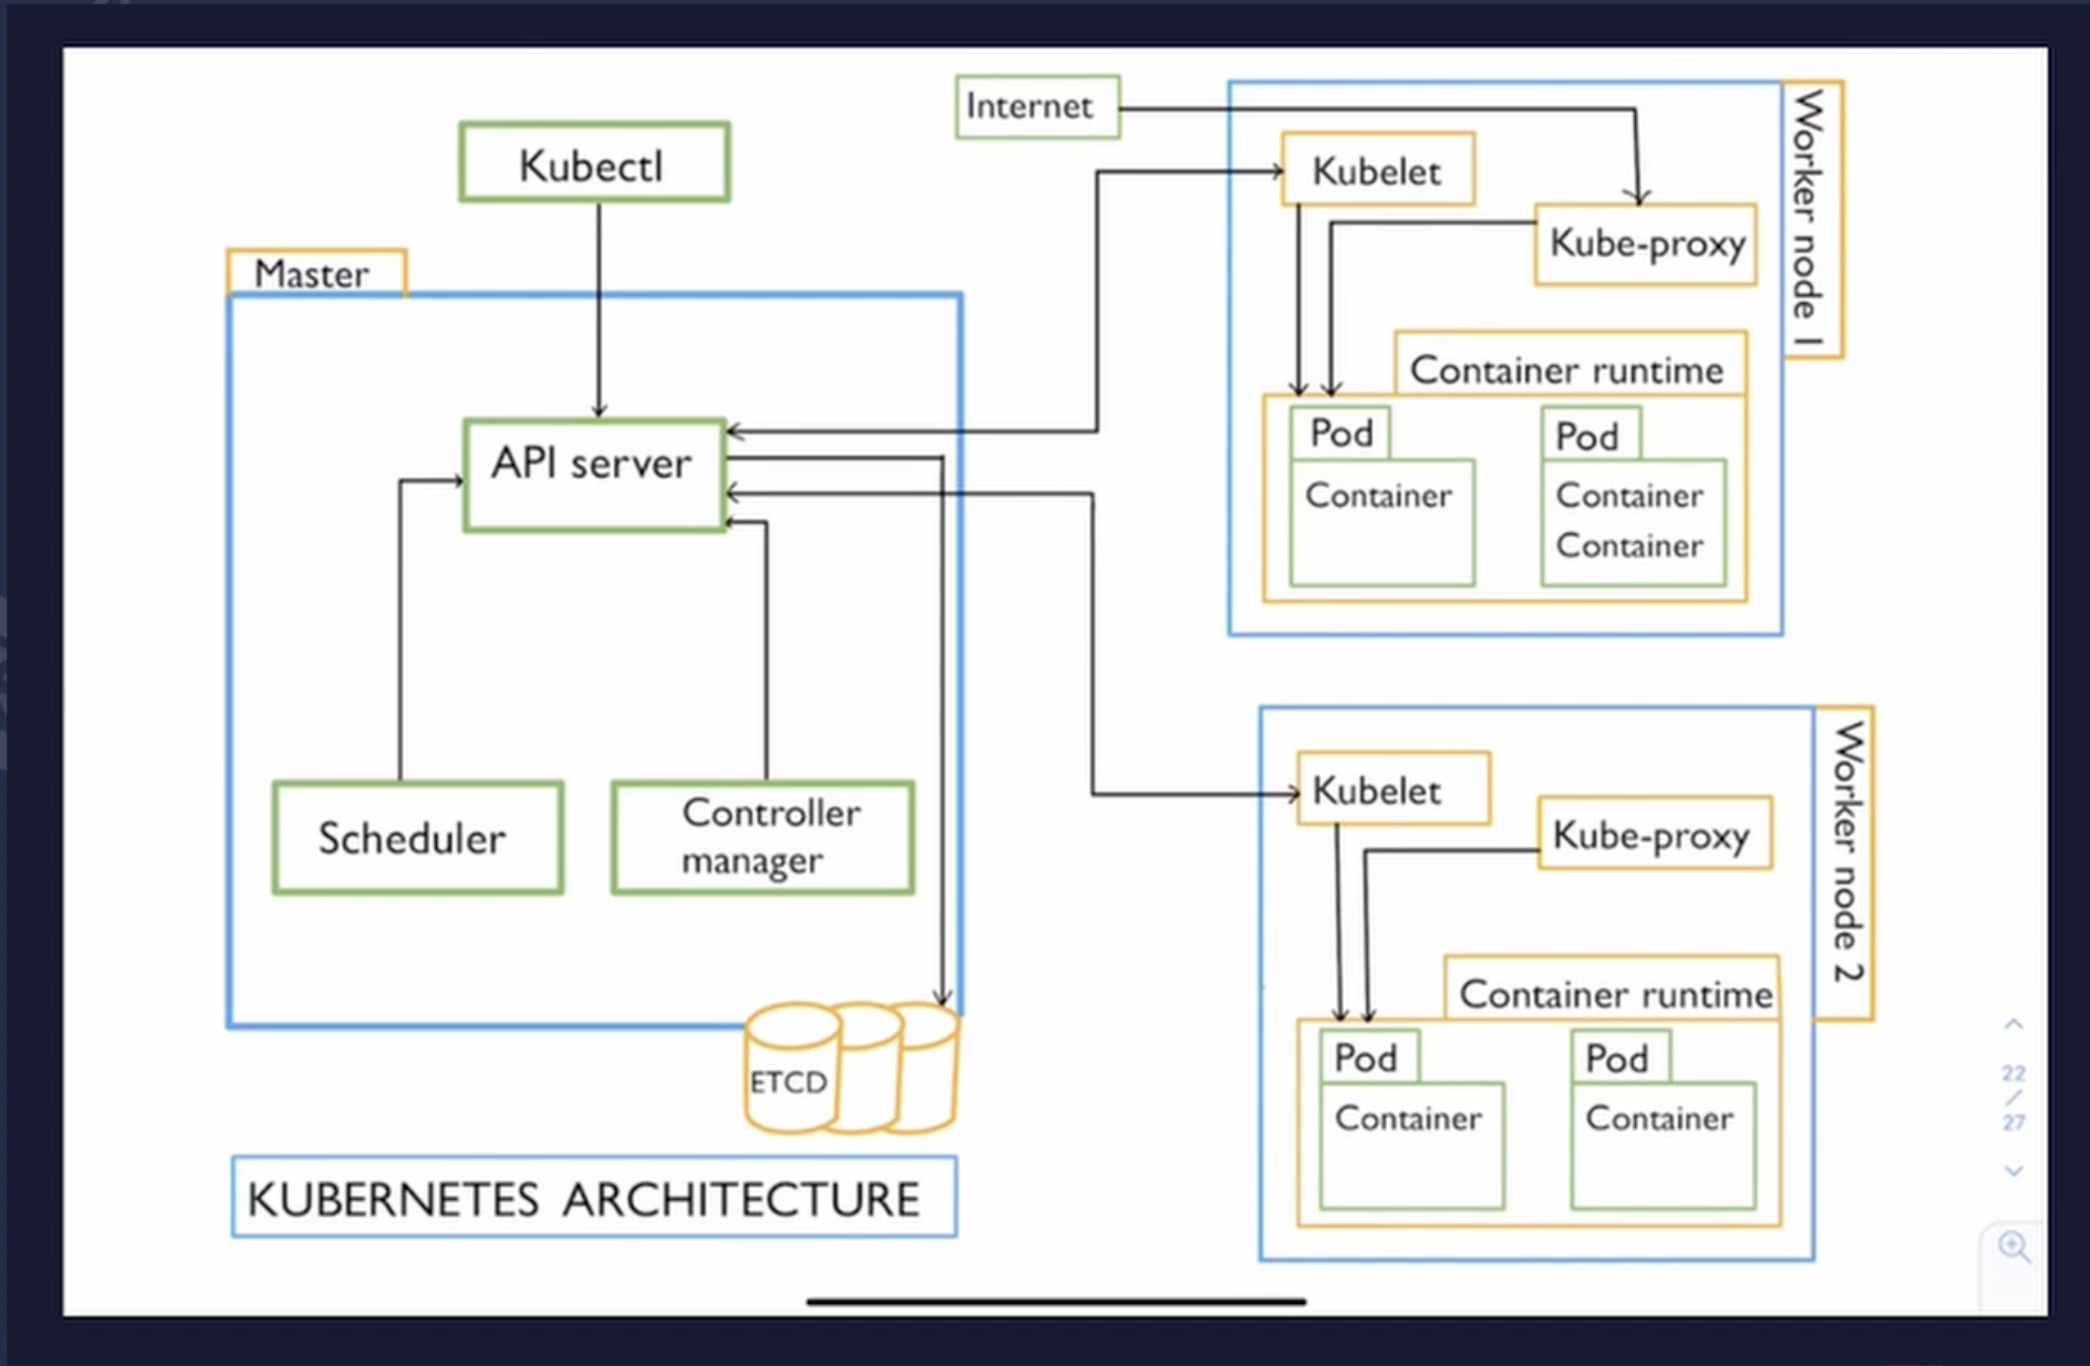 Kubectl
Master
API server
Scheduler
Controller
manager
ETCD
KUBERNETES ARCHITECTURE
Internet
Worker node 1
Kubelet
Kube-proxy
Container runtime
Pod
Container
Pod
Container
Container
Worker node 2
Kubelet
Kube-proxy
Container runtime
Pod
Container
Pod
Container
22
/
27